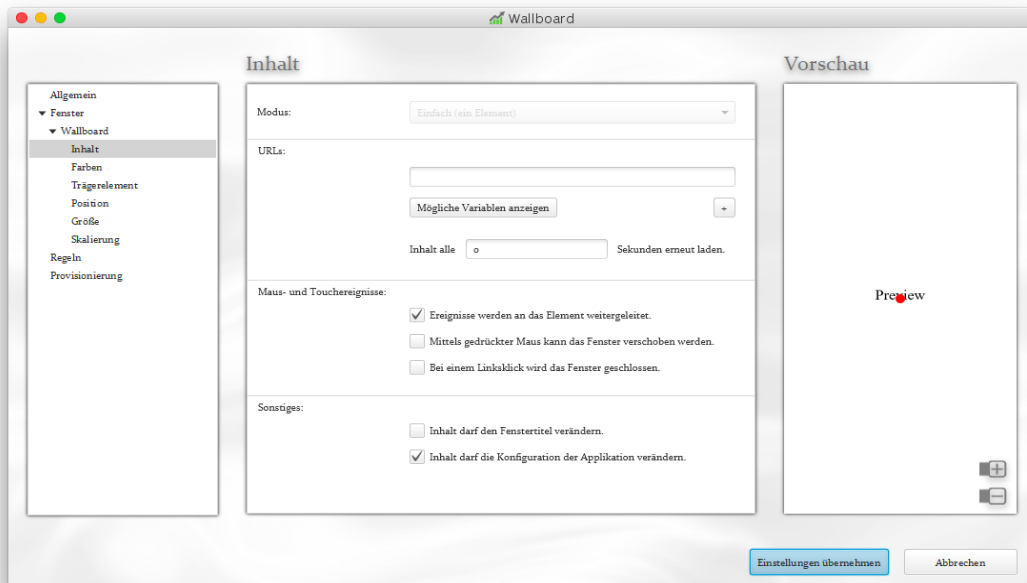 Wallboard
Inhalt
Vorschau
Allgemein
Fenster
Wallboard
Inhalt
Farben
Trägerelement
Position
Größe
Skalierung
Regeln
Provisionierung
Modus:
Einfach (ein Element)
URLs:
Mögliche Variablen anzeigen
+
Inhalt alle 0 Sekunden erneut laden.
Maus- und Touchereignisse:
Ereignisse werden an das Element weitergeleitet.
Mittels gedrückter Maus kann das Fenster verschoben werden.
Bei einem Linksklick wird das Fenster geschlossen.
Sonstiges:
Inhalt darf den Fenstertitel verändern.
Inhalt darf die Konfiguration der Applikation verändern.
Preview
Einstellungen übernehmen
Abbrechen